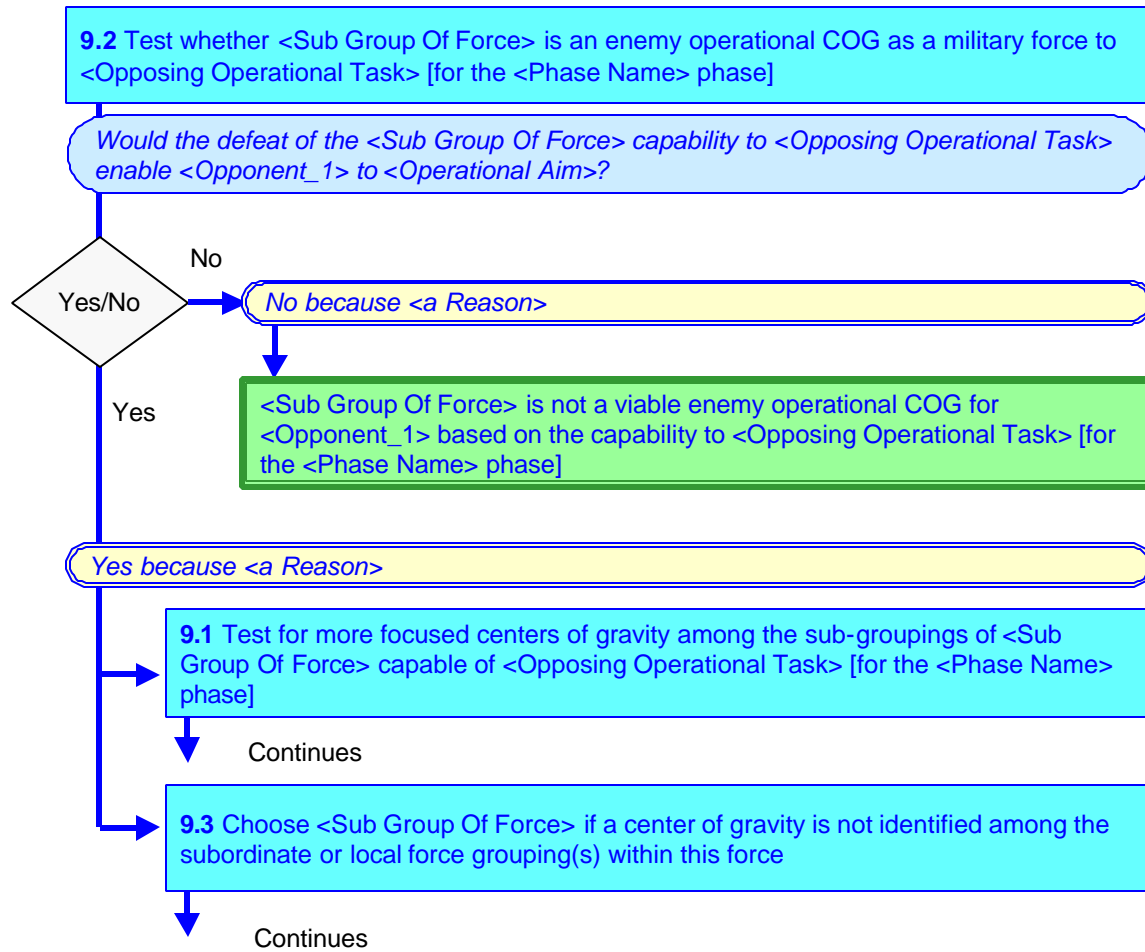 9.2 Test whether <Sub Group Of Force> is an enemy operational COG as a military force to
<Opposing Operational Task> [for the <Phase Name> phase]
Would the defeat of the <Sub Group Of Force> capability to <Opposing Operational Task>
enable <Opponent_1> to <Operational Aim>?
No
Yes/No
No because <a Reason>
<Sub Group Of Force> is not a viable enemy operational COG for
<Opponent_1> based on the capability to <Opposing Operational Task> [for
the <Phase Name> phase]
Yes
Yes because <a Reason>
9.1 Test for more focused centers of gravity among the sub-groupings of <Sub
Group Of Force> capable of <Opposing Operational Task> [for the <Phase Name>
phase]
Continues
9.3 Choose <Sub Group Of Force> if a center of gravity is not identified among the
subordinate or local force grouping(s) within this force
Continues